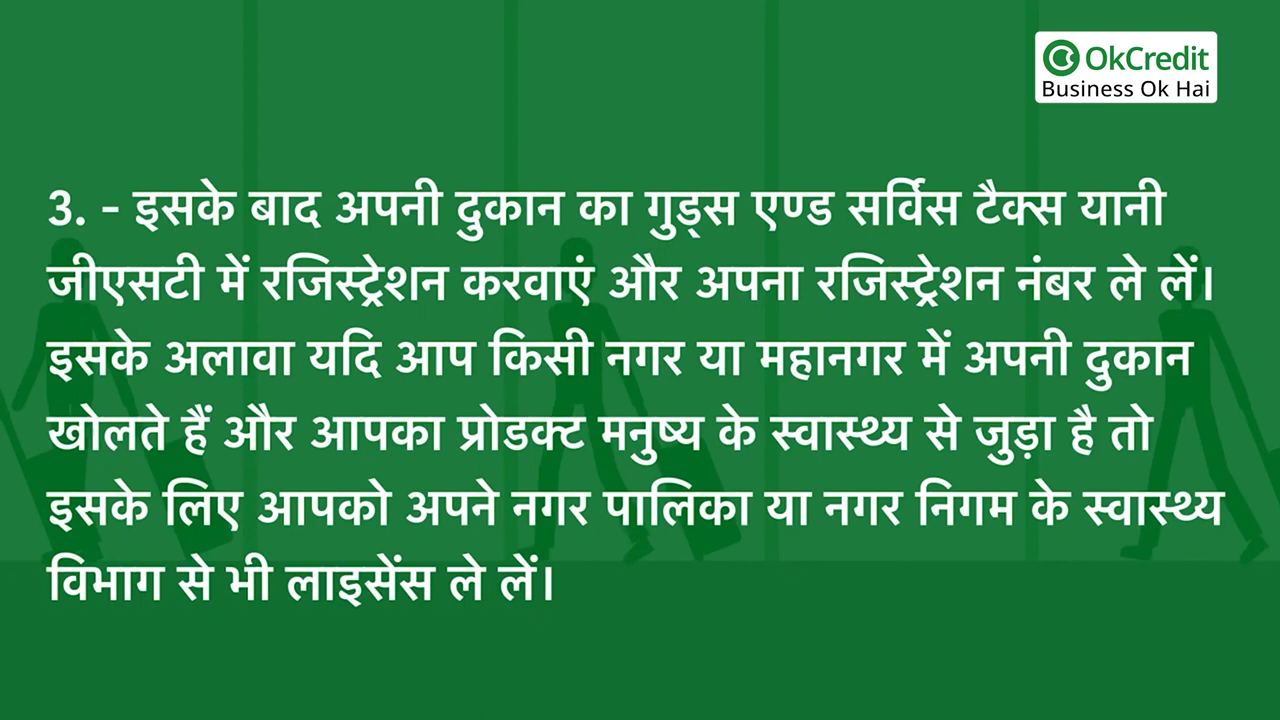 OkCredit
Business Ok Hai
3. - इसके बाद अपनी दुकान का गुड्स एण्ड सर्विस टैक्स यानी
जीएसटी में रजिस्ट्रेशन करवाएं और अपना रजिस्ट्रेशन नंबर ले लें।
इसके अलावा यदि आप किसी नगर या महानगर में अपनी दुकान
खोलते हैं और आपका प्रोडक्ट मनुष्य के स्वास्थ्य से जुड़ा है तो
इसके लिए आपको अपने नगर पालिका या नगर निगम के स्वास्थ्य
विभाग से भी लाइसेंस ले लें।